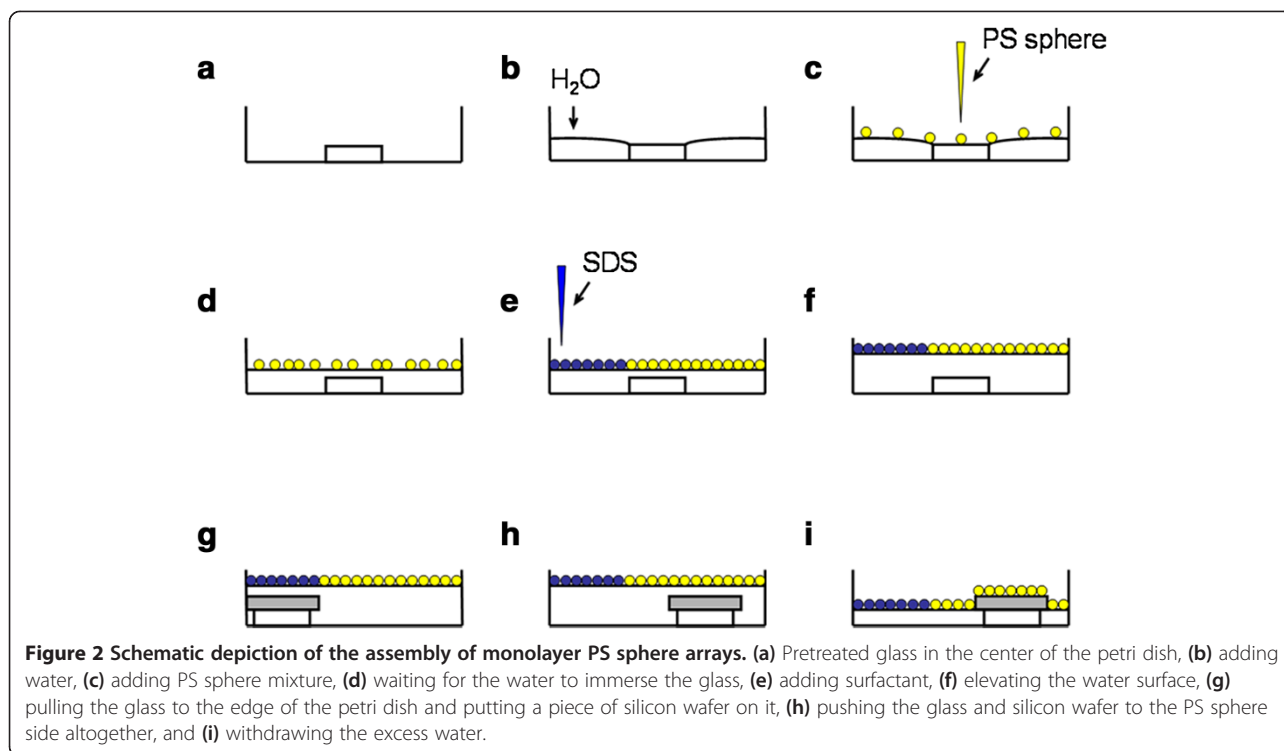 a
b
H₂O
c
PS sphere
d
e
SDS
f
g
h
i
Figure 2 Schematic depiction of the assembly of monolayer PS sphere arrays. (a) Pretreated glass in the center of the petri dish, (b) adding
water, (c) adding PS sphere mixture, (d) waiting for the water to immerse the glass, (e) adding surfactant, (f) elevating the water surface, (g)
pulling the glass to the edge of the petri dish and putting a piece of silicon wafer on it, (h) pushing the glass and silicon wafer to the PS sphere
side altogether, and (i) withdrawing the excess water.